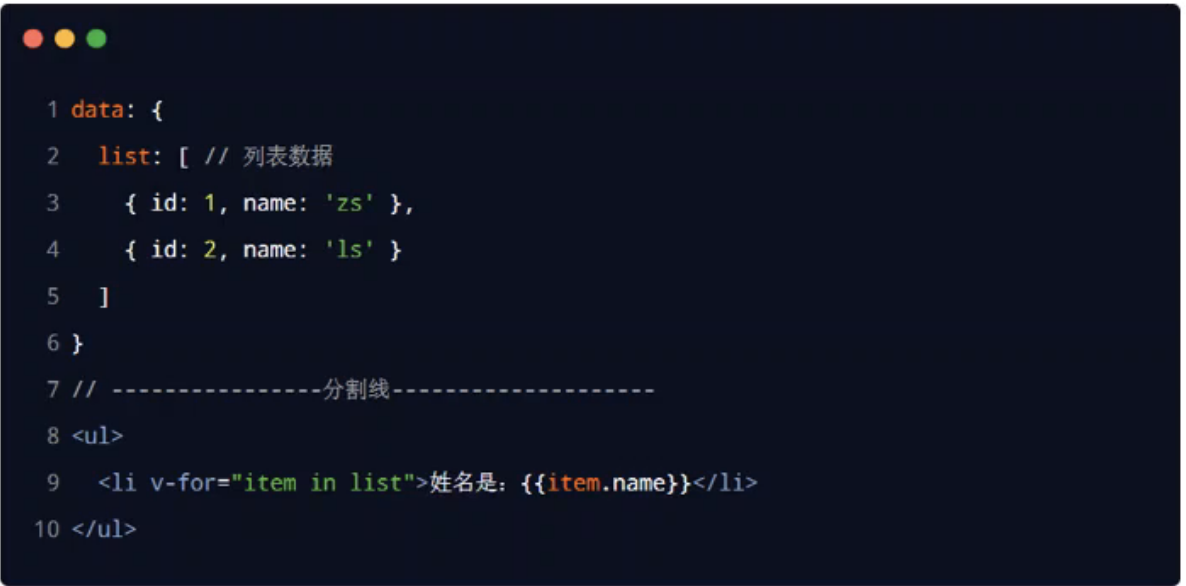 1 data: {
2   list: [ // 列表数据
3     { id: 1, name: 'zs' },
4     { id: 2, name: 'ls' }
5   ]
6 }
7 // ----------------分割线--------------------
8 <ul>
9   <li v-for="item in list">姓名是：{{item.name}}</li>
10 </ul>